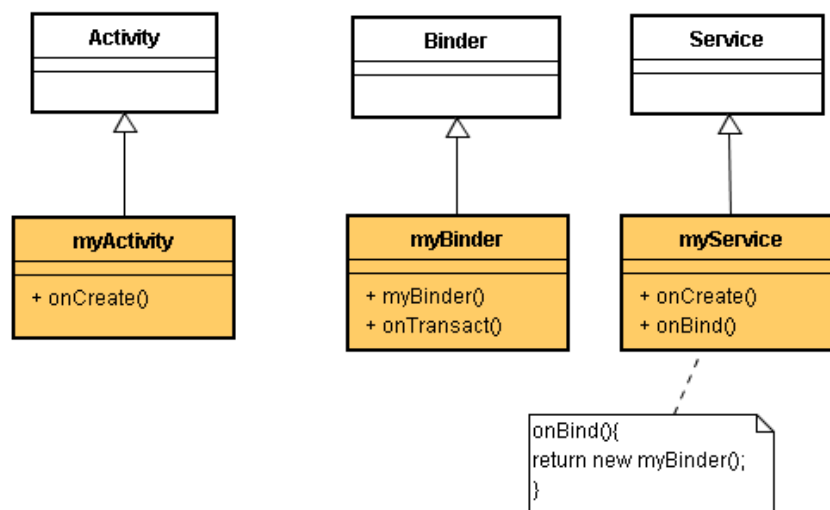 Activity
Binder
Service
myActivity
+ onCreate()
myBinder
+ myBinder()
+ onTransact()
myService
+ onCreate()
+ onBind()
onBind(){
return new myBinder();
}